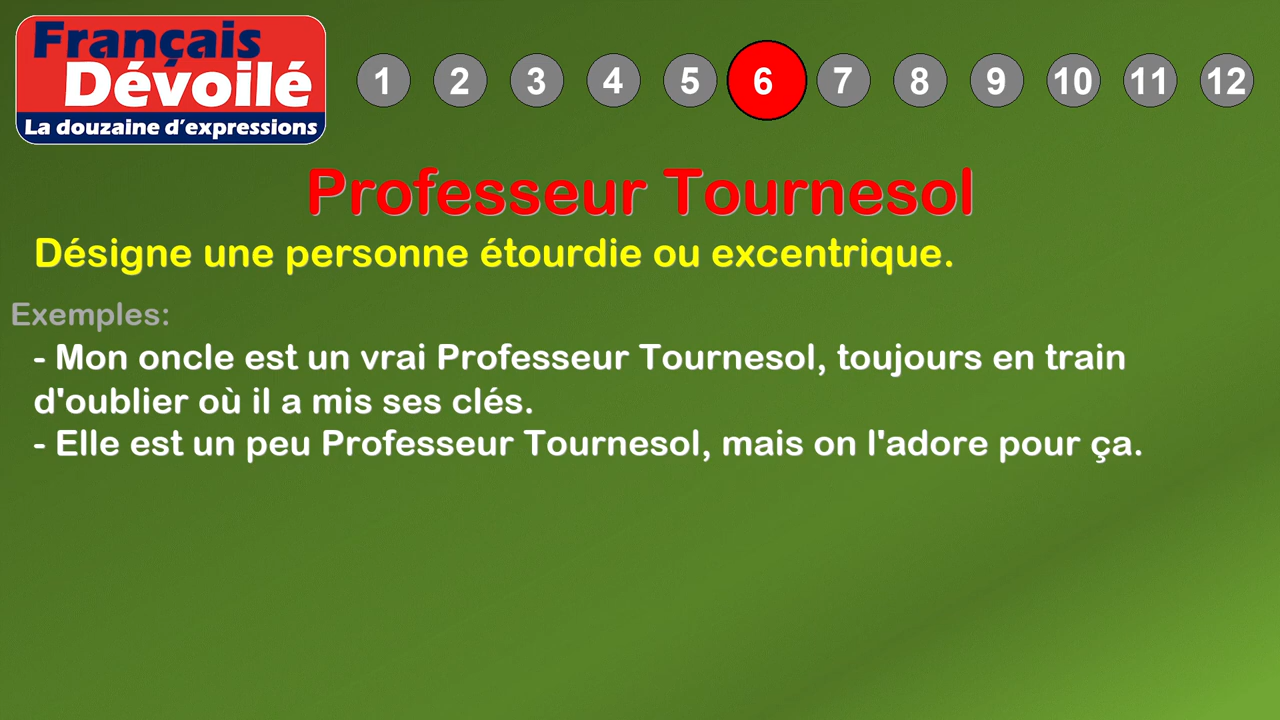 Français
Dévoilé
La douzaine d'expressions
1 2 3 4 5 6 7 8 9 10 11 12
Professeur Tournesol
Désigne une personne étourdie ou excentrique.
Exemples:
- Mon oncle est un vrai Professeur Tournesol, toujours en train
d'oublier où il a mis ses clés.
- Elle est un peu Professeur Tournesol, mais on l'adore pour ça.